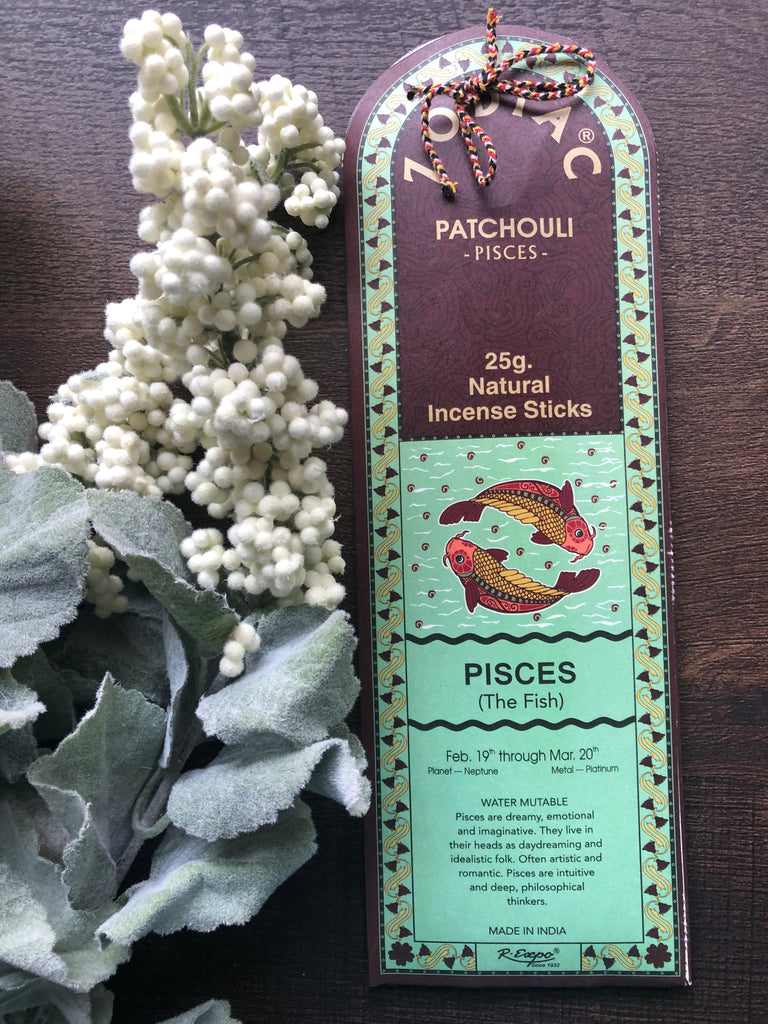 ZODIAC®
PATCHOULI
- PISCES -
25g.
Natural
Incense Sticks
PISCES
(The Fish)
Feb. 19th through Mar. 20th
Planet --- Neptune Metal --- Platinum
WATER MUTABLE
Pisces are dreamy, emotional
and imaginative. They live in
their heads as daydreaming and
idealistic folk. Often artistic and
romantic. Pisces are intuitive
and deep, philosophical
thinkers.
MADE IN INDIA
R-Expo®
Since 1932